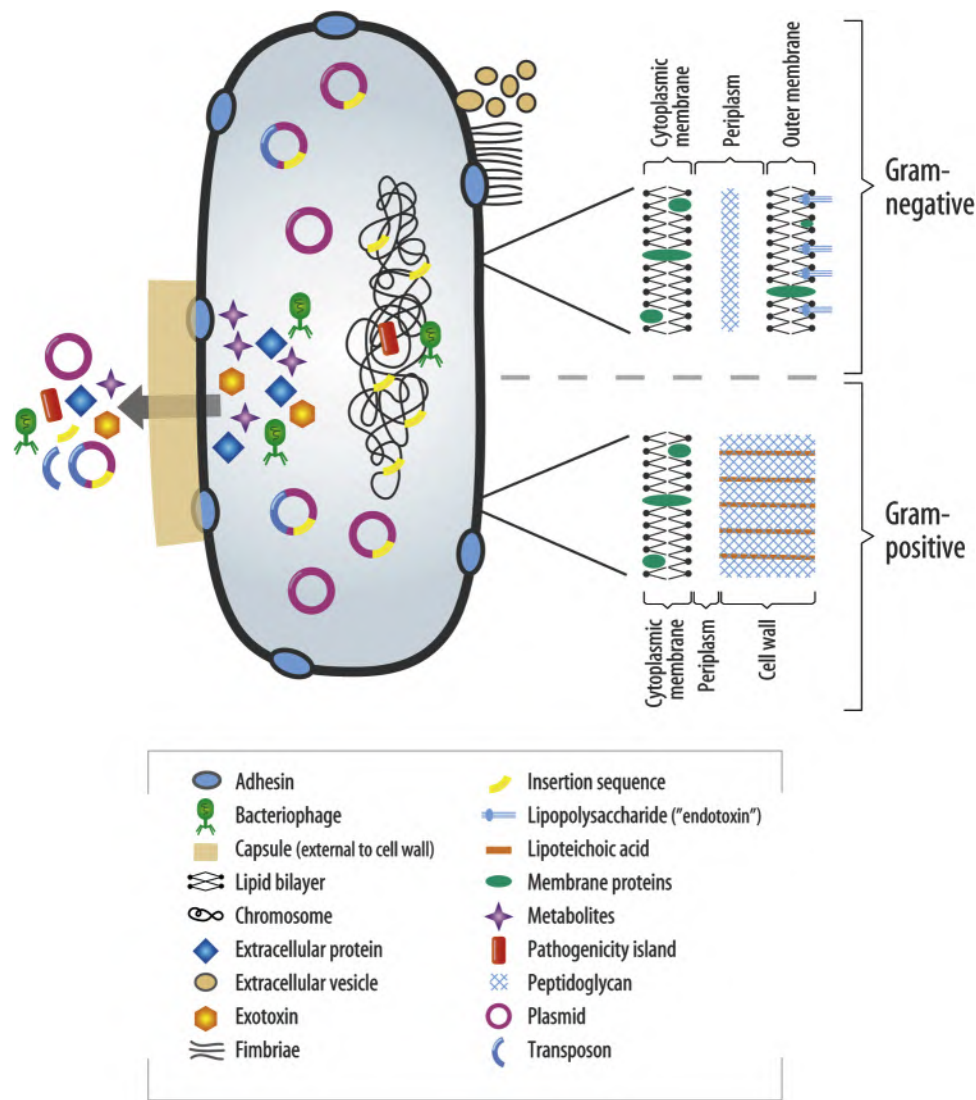 Cytoplasmic
membrane
Periplasm
Outer membrane
Gram-
negative
Gram-
positive
Cytoplasmic
membrane
Periplasm
Cell wall
Adhesin
Bacteriophage
Capsule (external to cell wall)
Lipid bilayer
Chromosome
Extracellular protein
Extracellular vesicle
Exotoxin
Fimbriae
Insertion sequence
Lipopolysaccharide ("endotoxin")
Lipoteichoic acid
Membrane proteins
Metabolites
Pathogenicity island
Peptidoglycan
Plasmid
Transposon